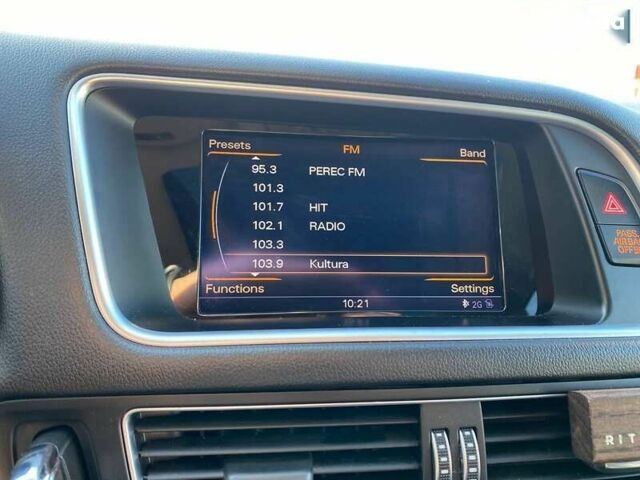 Presets FM Band
95.3 PEREC FM
101.3
101.7 HIT
102.1 RADIO
103.3
103.9 Kultura
Functions Settings
10:21 2G
PASS.
AIRBAG
OFF
RIT